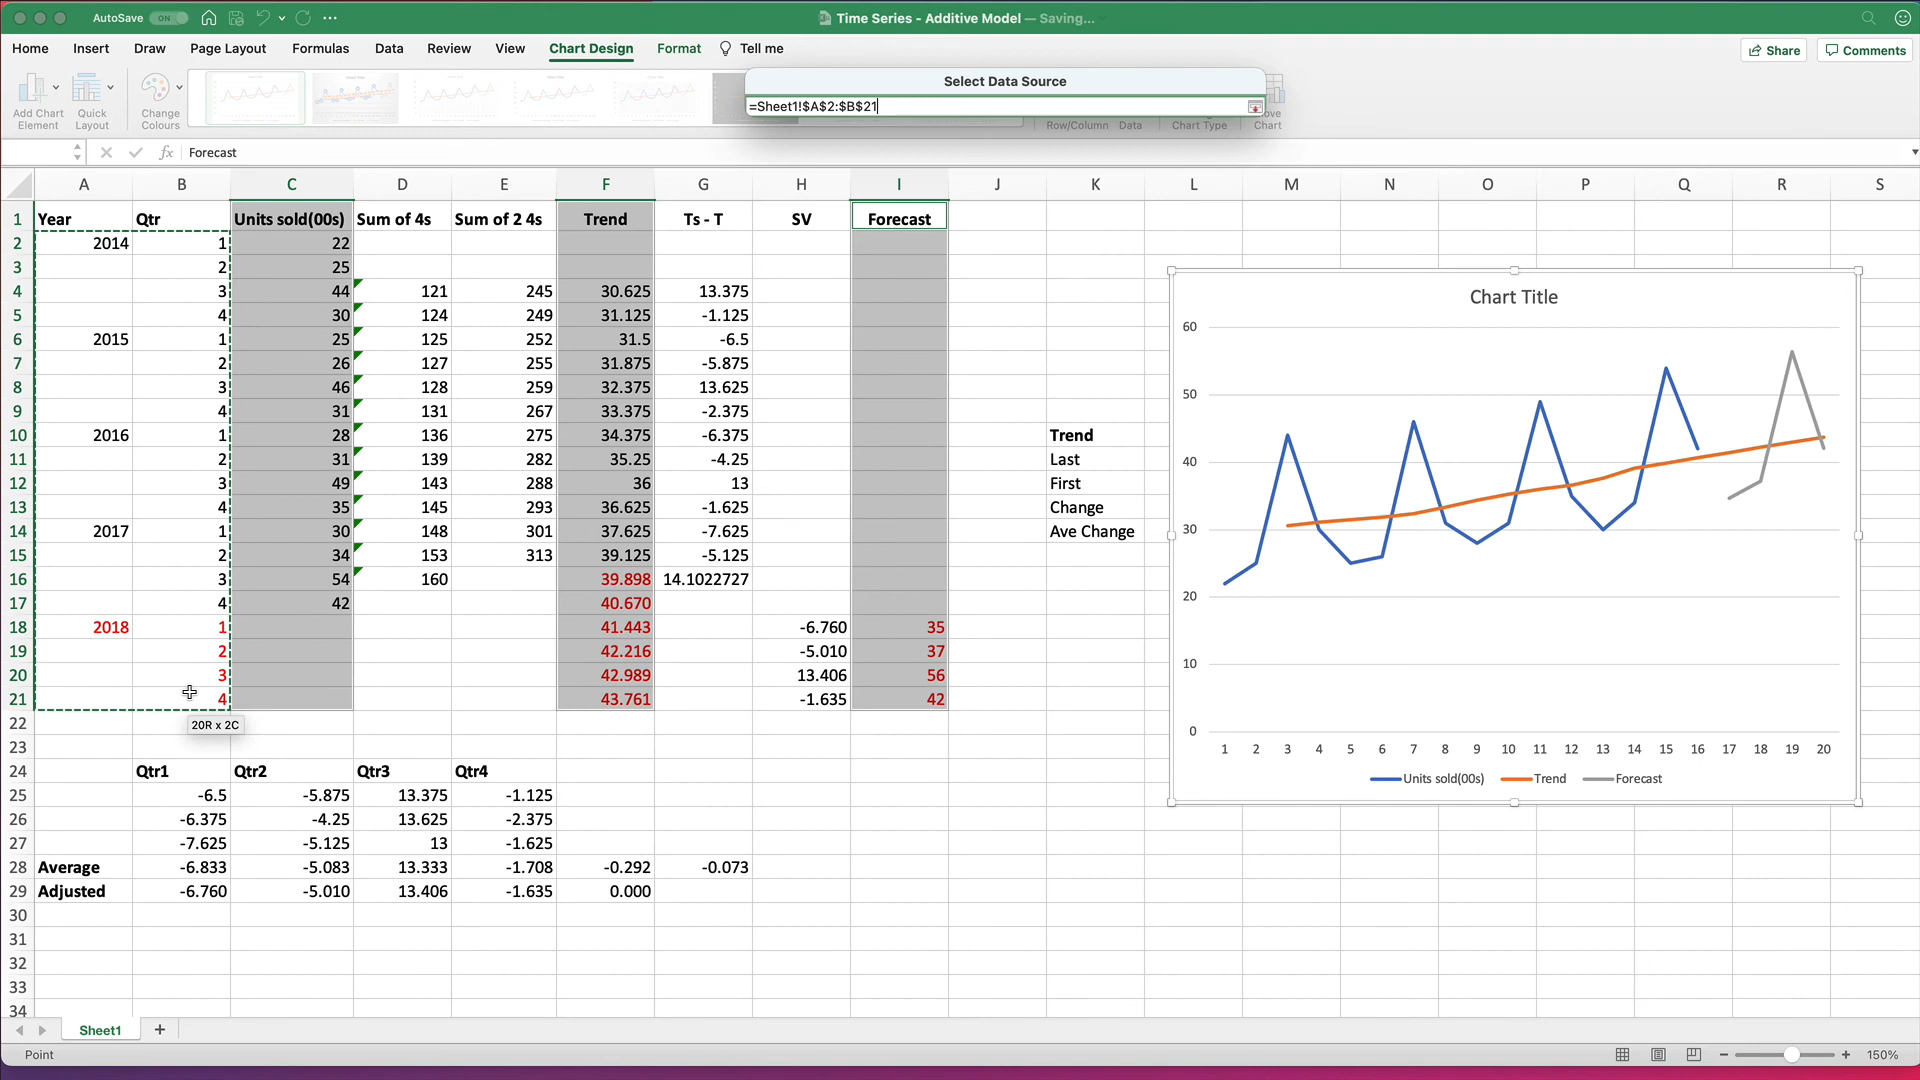 AutoSave ON Time Series - Additive Model — Saving...
Home Insert Draw Page Layout Formulas Data Review View Chart Design Format Tell me Share Comments
Add Chart Element Quick Layout Change Colours Row/Column Data Chart Type Chart
Select Data Source
=Sheet1!$A$2:$B$21
fx Forecast
A B C D E F G H I J K L M N O P Q R S
1 Year Qtr Units sold(00s) Sum of 4s Sum of 2 4s Trend Ts - T SV Forecast
2 2014 1 22
3 2 25
4 3 44 121 245 30.625 13.375
5 4 30 124 249 31.125 -1.125
6 2015 1 25 125 252 31.5 -6.5
7 2 26 127 255 31.875 -5.875
8 3 46 128 259 32.375 13.625
9 4 31 131 267 33.375 -2.375
10 2016 1 28 136 275 34.375 -6.375 Trend
11 2 31 139 282 35.25 -4.25 Last
12 3 49 143 288 36 13 First
13 4 35 145 293 36.625 -1.625 Change
14 2017 1 30 148 301 37.625 -7.625 Ave Change
15 2 34 153 313 39.125 -5.125
16 3 54 160 39.898 14.1022727
17 4 42 40.670
18 2018 1 41.443 -6.760 35
19 2 42.216 -5.010 37
20 3 42.989 13.406 56
21 4 43.761 -1.635 42
22
20R x 2C
23
24 Qtr1 Qtr2 Qtr3 Qtr4
25 -6.5 -5.875 13.375 -1.125
26 -6.375 -4.25 13.625 -2.375
27 -7.625 -5.125 13 -1.625
28 Average -6.833 -5.083 13.333 -1.708 -0.292 -0.073
29 Adjusted -6.760 -5.010 13.406 -1.635 0.000
30
31
32
33
34
Chart Title
60
50
40
30
20
10
0
1 2 3 4 5 6 7 8 9 10 11 12 13 14 15 16 17 18 19 20
Units sold(00s) Trend Forecast
Sheet1
Point 150%